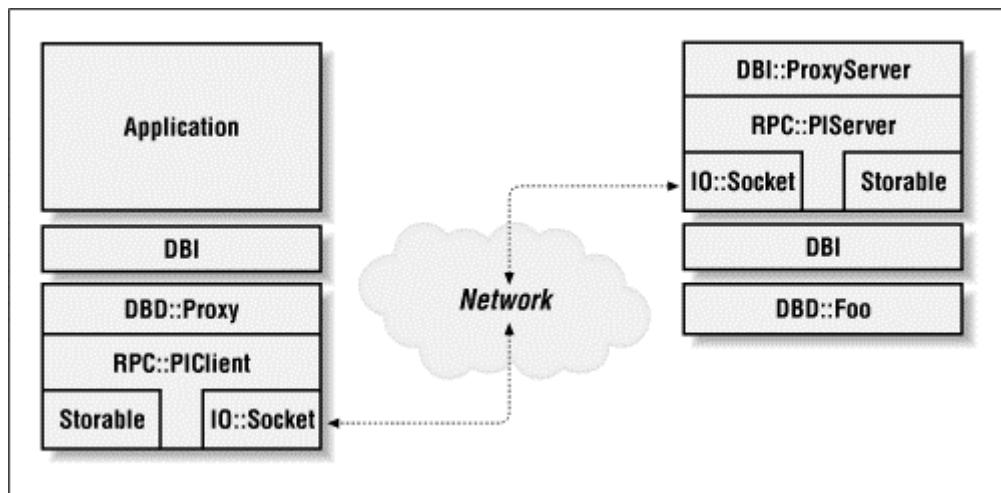 Application
DBI
DBD::Proxy
RPC::PlClient
Storable
IO::Socket
Network
DBI::ProxyServer
RPC::PlServer
IO::Socket
Storable
DBI
DBD::Foo